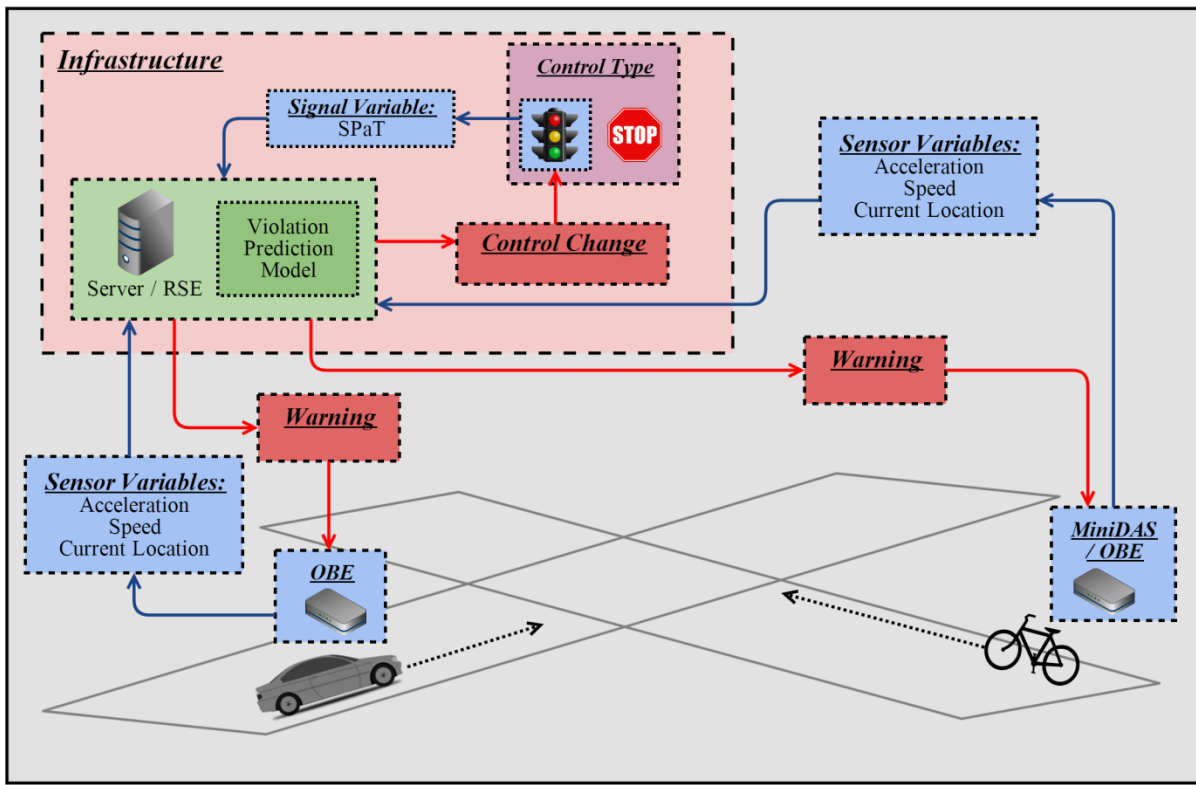 Infrastructure
Control Type
STOP
Signal Variable:
SPaT
Sensor Variables:
Acceleration
Speed
Current Location
Violation
Prediction
Model
Server / RSE
Control Change
Warning
Warning
Sensor Variables:
Acceleration
Speed
Current Location
OBE
MiniDAS
/ OBE